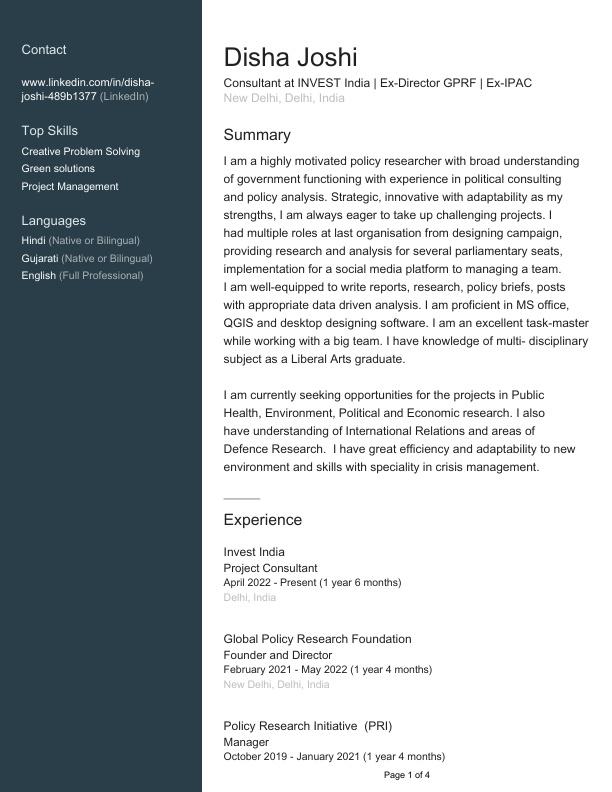 Contact
www.linkedin.com/in/disha-
joshi-489b1377 (LinkedIn)
Top Skills
Creative Problem Solving
Green solutions
Project Management
Languages
Hindi (Native or Bilingual)
Gujarati (Native or Bilingual)
English (Full Professional)
Disha Joshi
Consultant at INVEST India | Ex-Director GPRF | Ex-IPAC
New Delhi, Delhi, India
Summary
I am a highly motivated policy researcher with broad understanding
of government functioning with experience in political consulting
and policy analysis. Strategic, innovative with adaptability as my
strengths, I am always eager to take up challenging projects. I
had multiple roles at last organisation from designing campaign,
providing research and analysis for several parliamentary seats,
implementation for a social media platform to managing a team.
I am well-equipped to write reports, research, policy briefs, posts
with appropriate data driven analysis. I am proficient in MS office,
QGIS and desktop designing software. I am an excellent task-master
while working with a big team. I have knowledge of multi- disciplinary
subject as a Liberal Arts graduate.
I am currently seeking opportunities for the projects in Public
Health, Environment, Political and Economic research. I also
have understanding of International Relations and areas of
Defence Research.  I have great efficiency and adaptability to new
environment and skills with speciality in crisis management.
Experience
Invest India
Project Consultant
April 2022 - Present (1 year 6 months)
Delhi, India
Global Policy Research Foundation
Founder and Director
February 2021 - May 2022 (1 year 4 months)
New Delhi, Delhi, India
Policy Research Initiative  (PRI)
Manager
October 2019 - January 2021 (1 year 4 months)
Page 1 of 4